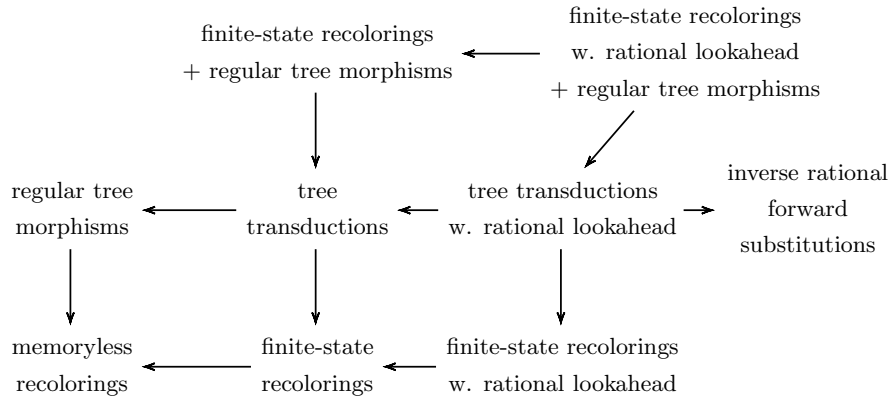 finite-state recolorings
+ regular tree morphisms
finite-state recolorings
w. rational lookahead
+ regular tree morphisms
regular tree
morphisms
tree
transductions
tree transductions
w. rational lookahead
inverse rational
forward
substitutions
memoryless
recolorings
finite-state
recolorings
finite-state recolorings
w. rational lookahead